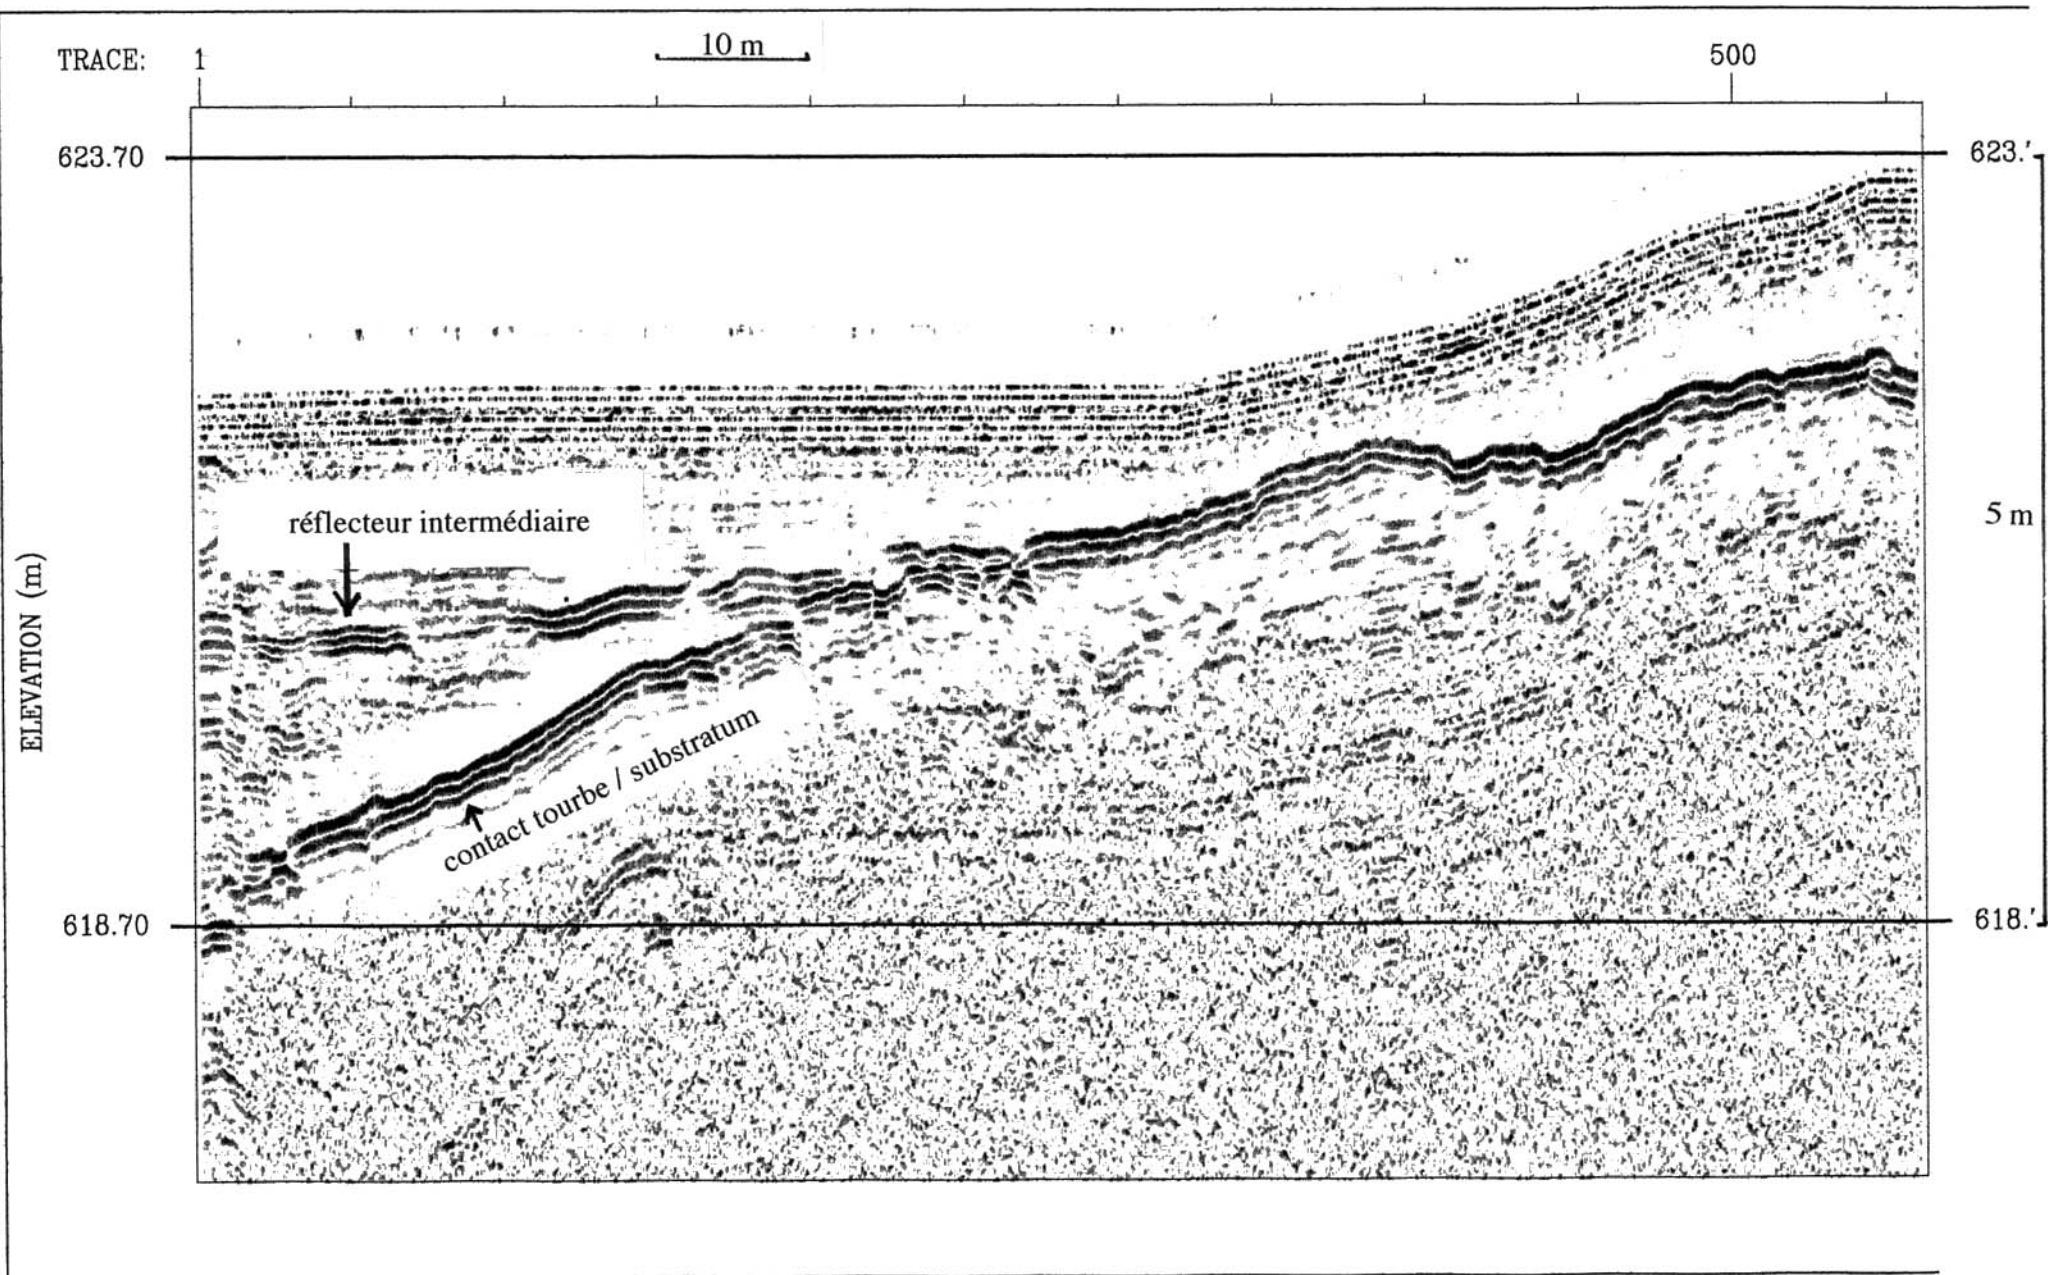 TRACE: 1 10 m 500
623.70 623.'
réflecteur intermédiaire
5 m
ELEVATION (m)
contact tourbe / substratum
618.70 618.'